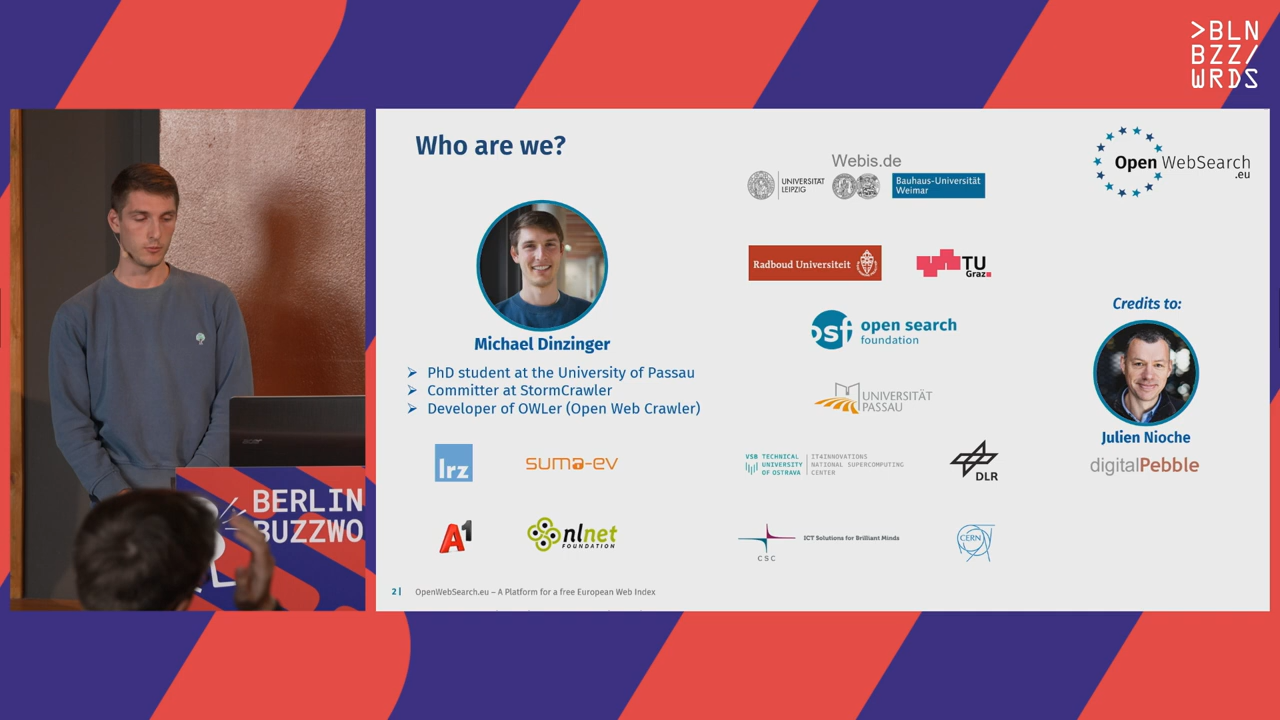 >BLN
BZZ/
WRDS
Who are we?
Michael Dinzinger
➢ PhD student at the University of Passau
➢ Committer at StormCrawler
➢ Developer of OWLer (Open Web Crawler)
lrz
suma-ev
A1
nlnet
FOUNDATION
Webis.de
UNIVERSITÄT
LEIPZIG
Bauhaus-Universität
Weimar
Radboud Universiteit
TU
Graz
osf open search
foundation
UNIVERSITÄT
PASSAU
VSB TECHNICAL
UNIVERSITY
OF OSTRAVA
IT4INNOVATIONS
NATIONAL SUPERCOMPUTING
CENTER
DLR
CSC
ICT Solutions for Brilliant Minds
CERN
Open WebSearch
.eu
Credits to:
Julien Nioche
digitalPebble
2 |
OpenWebSearch.eu – A Platform for a free European Web Index
BERLIN
BUZZWO